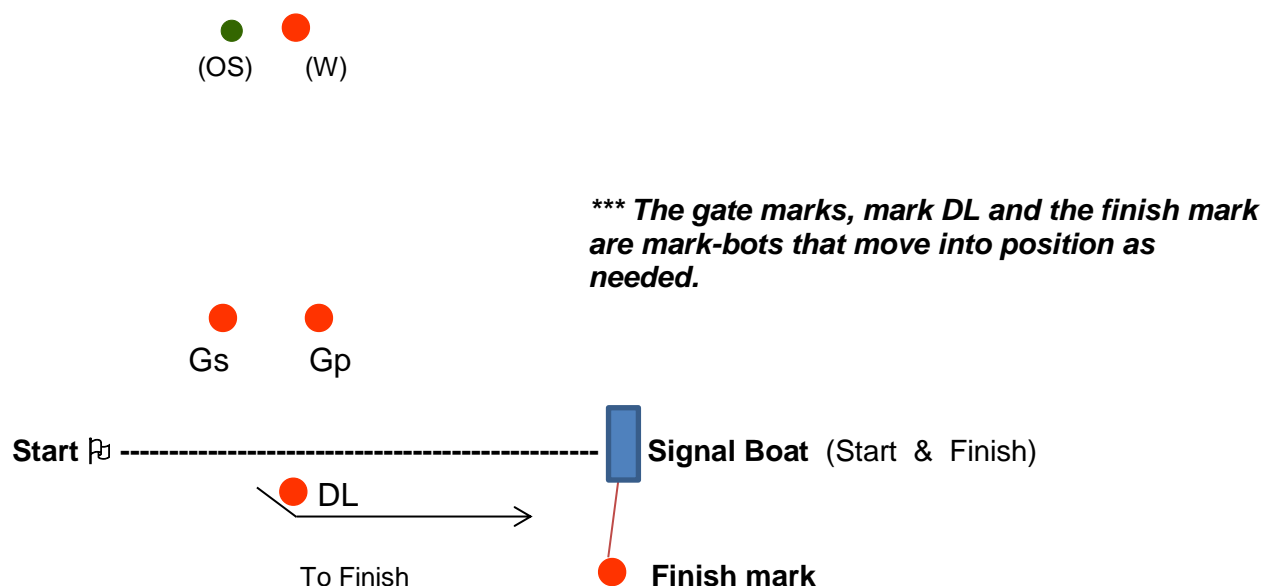 (OS) (W)
*** The gate marks, mark DL and the finish mark
are mark-bots that move into position as
needed.
Gs Gp
Start Signal Boat (Start & Finish)
DL
To Finish Finish mark